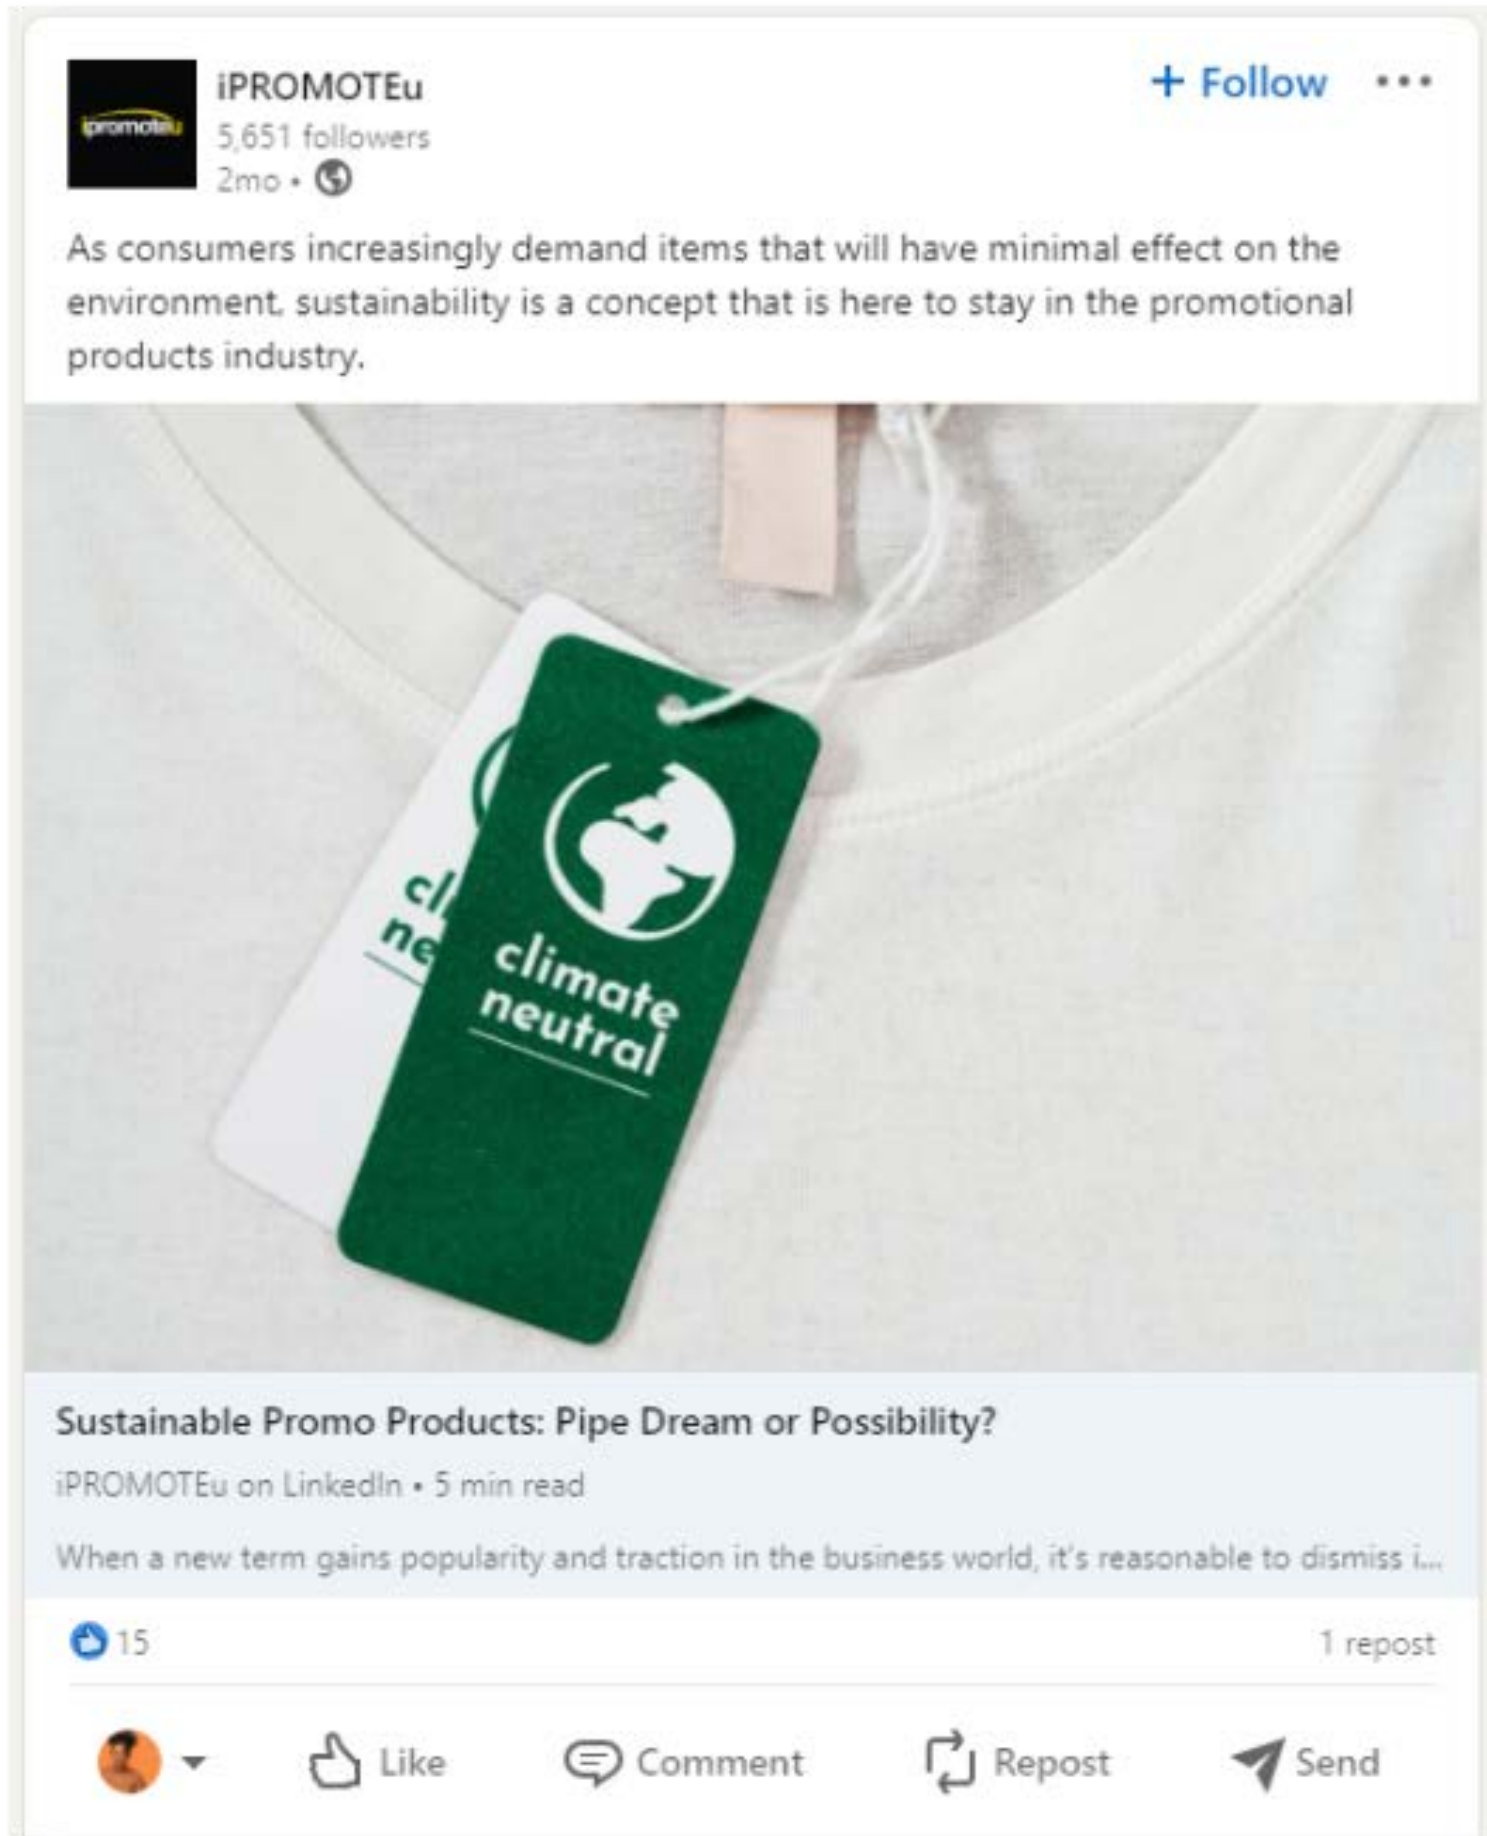 ipromoteu
iPROMOTEu
+ Follow
5,651 followers
2mo •
As consumers increasingly demand items that will have minimal effect on the
environment, sustainability is a concept that is here to stay in the promotional
products industry.
cl
ne
climate
neutral
Sustainable Promo Products: Pipe Dream or Possibility?
iPROMOTEu on LinkedIn • 5 min read
When a new term gains popularity and traction in the business world, it's reasonable to dismiss i...
15
1 repost
Like
Comment
Repost
Send